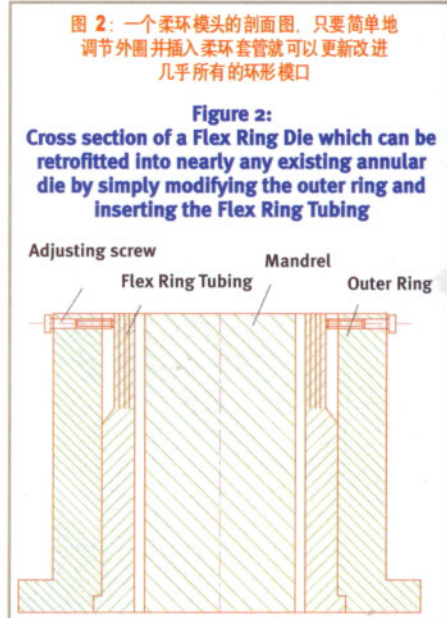 图 2：一个柔环模头的剖面图，只要简单地
调节外圈并插入柔环套管就可以更新改进
几乎所有的环形模口
Figure 2:
Cross section of a Flex Ring Die which can be
retrofitted into nearly any existing annular
die by simply modifying the outer ring and
inserting the Flex Ring Tubing
Adjusting screw
Flex Ring Tubing
Mandrel
Outer Ring